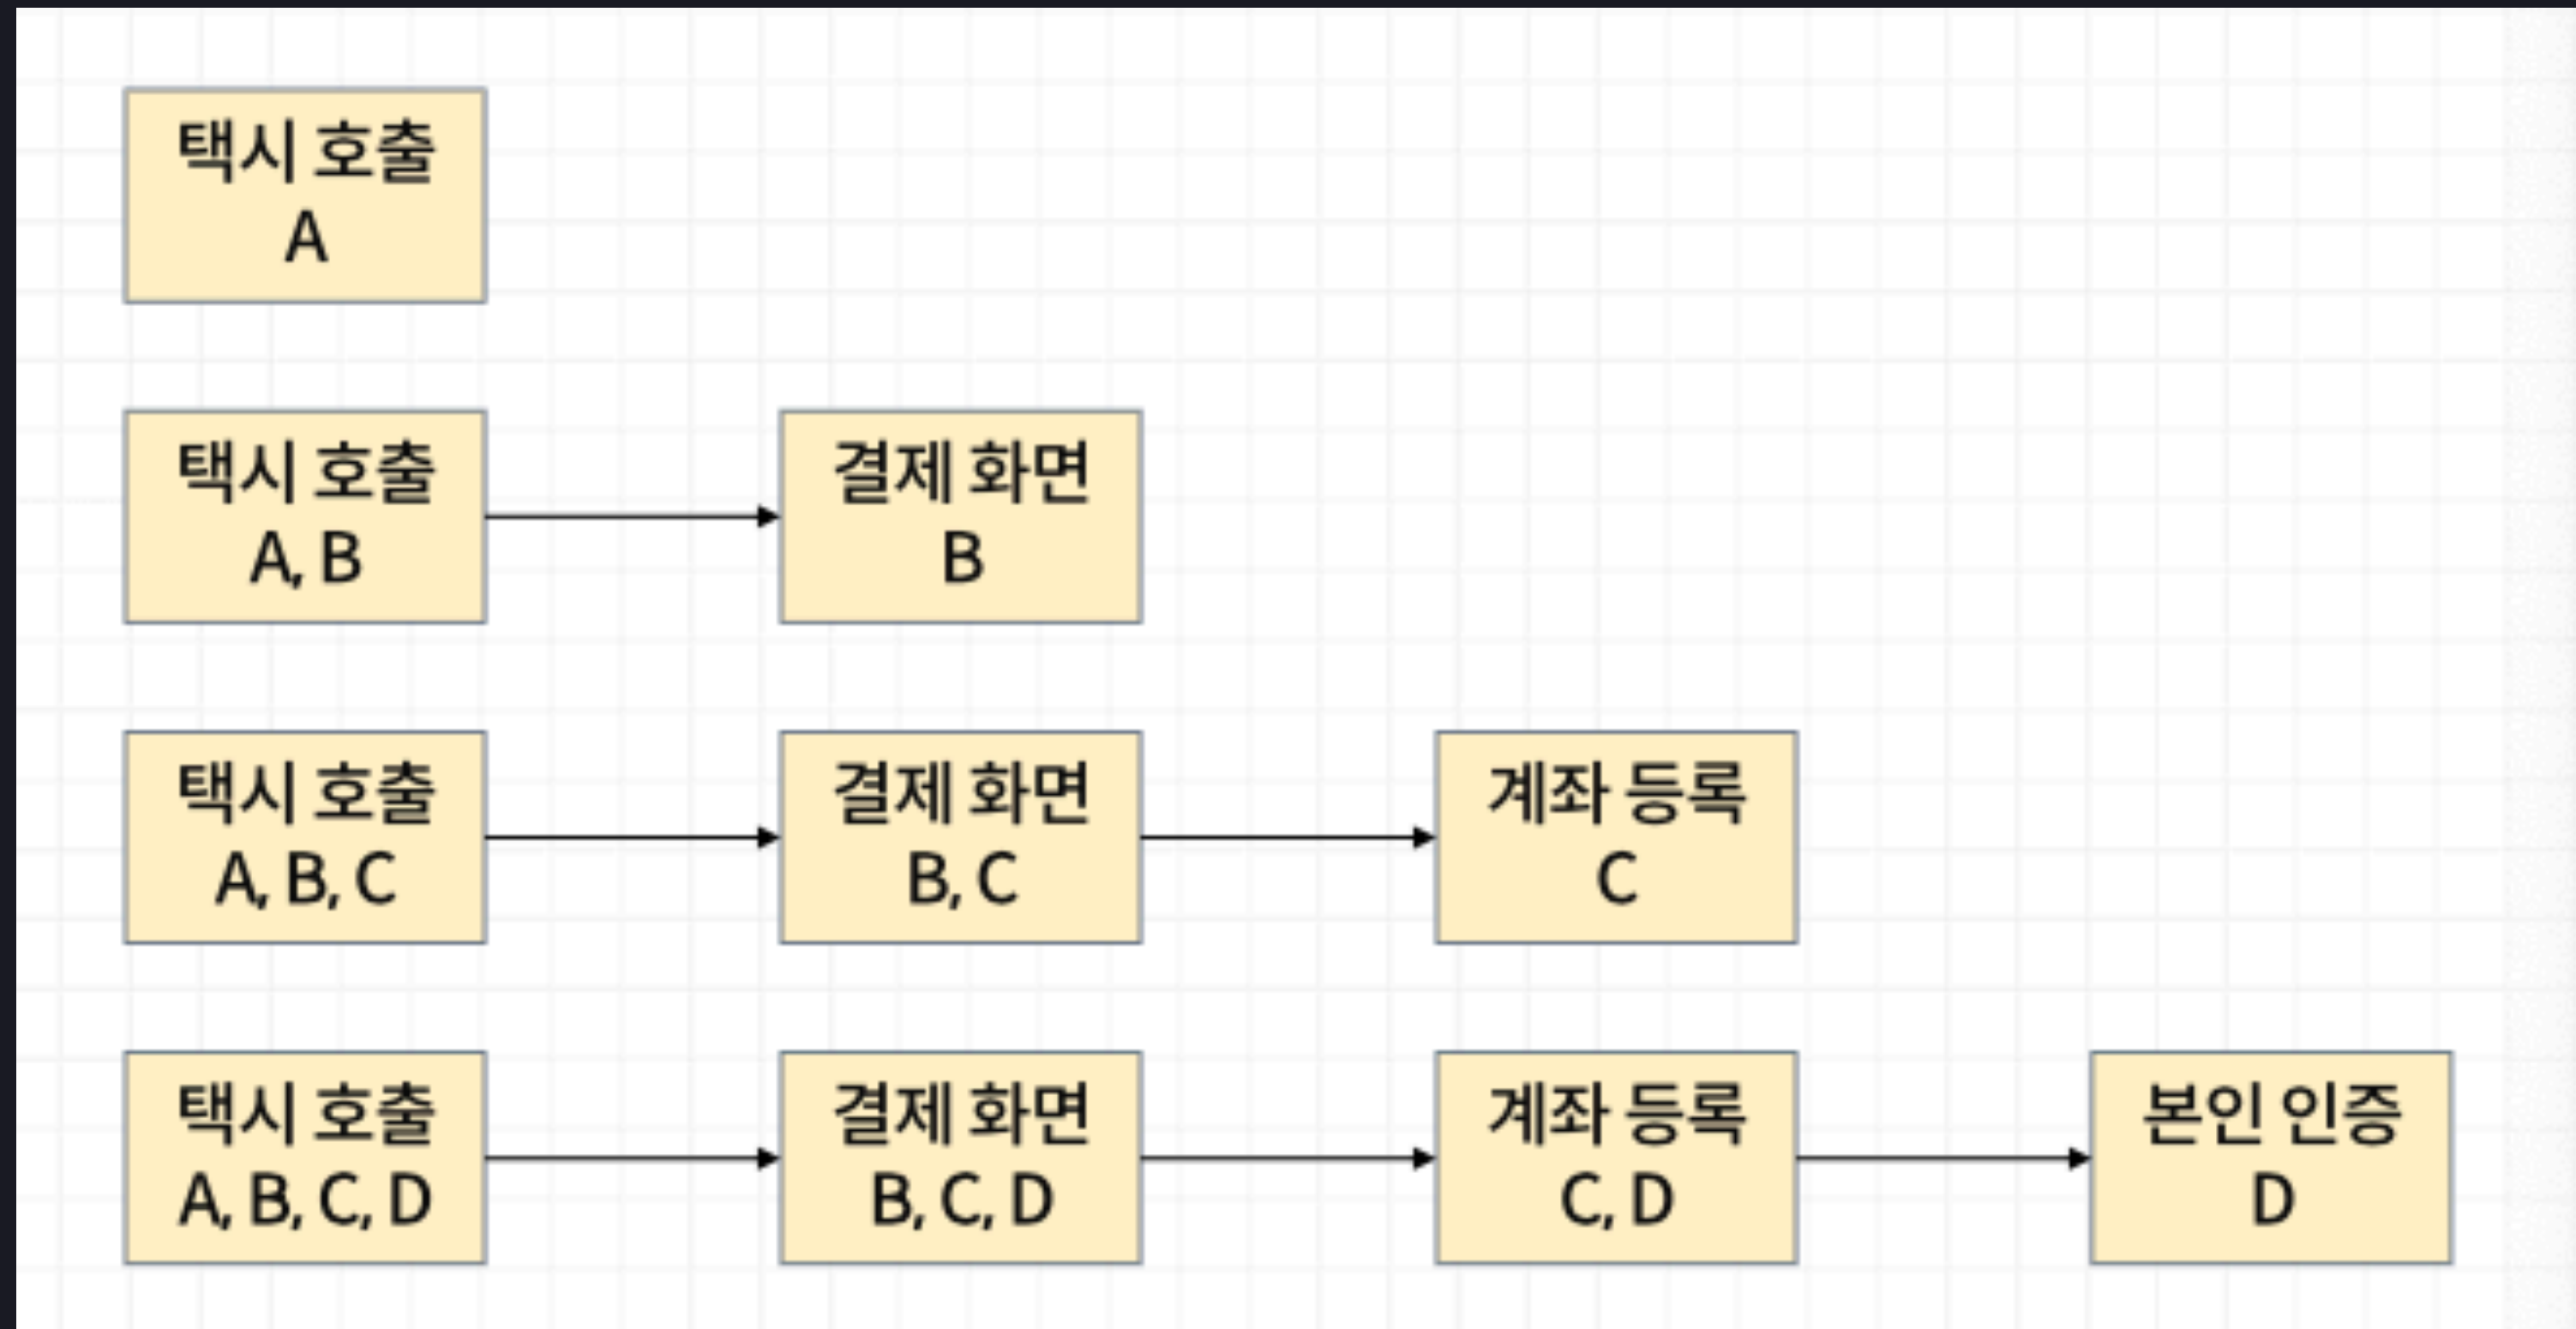 택시 호출
A
택시 호출
A, B
결제 화면
B
택시 호출
A, B, C
결제 화면
B, C
계좌 등록
C
택시 호출
A, B, C, D
결제 화면
B, C, D
계좌 등록
C, D
본인 인증
D